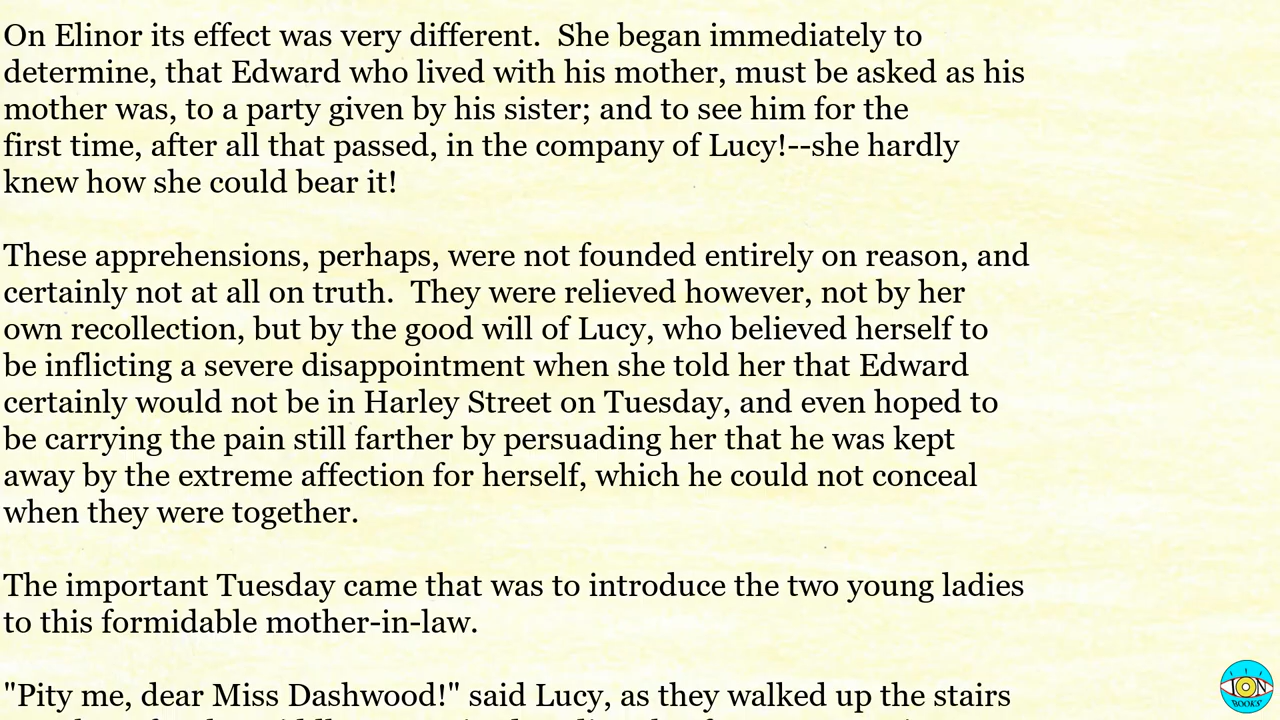 On Elinor its effect was very different.  She began immediately to
determine, that Edward who lived with his mother, must be asked as his
mother was, to a party given by his sister; and to see him for the
first time, after all that passed, in the company of Lucy!--she hardly
knew how she could bear it!

These apprehensions, perhaps, were not founded entirely on reason, and
certainly not at all on truth.  They were relieved however, not by her
own recollection, but by the good will of Lucy, who believed herself to
be inflicting a severe disappointment when she told her that Edward
certainly would not be in Harley Street on Tuesday, and even hoped to
be carrying the pain still farther by persuading her that he was kept
away by the extreme affection for herself, which he could not conceal
when they were together.

The important Tuesday came that was to introduce the two young ladies
to this formidable mother-in-law.

"Pity me, dear Miss Dashwood!" said Lucy, as they walked up the stairs
ION
BOOKS